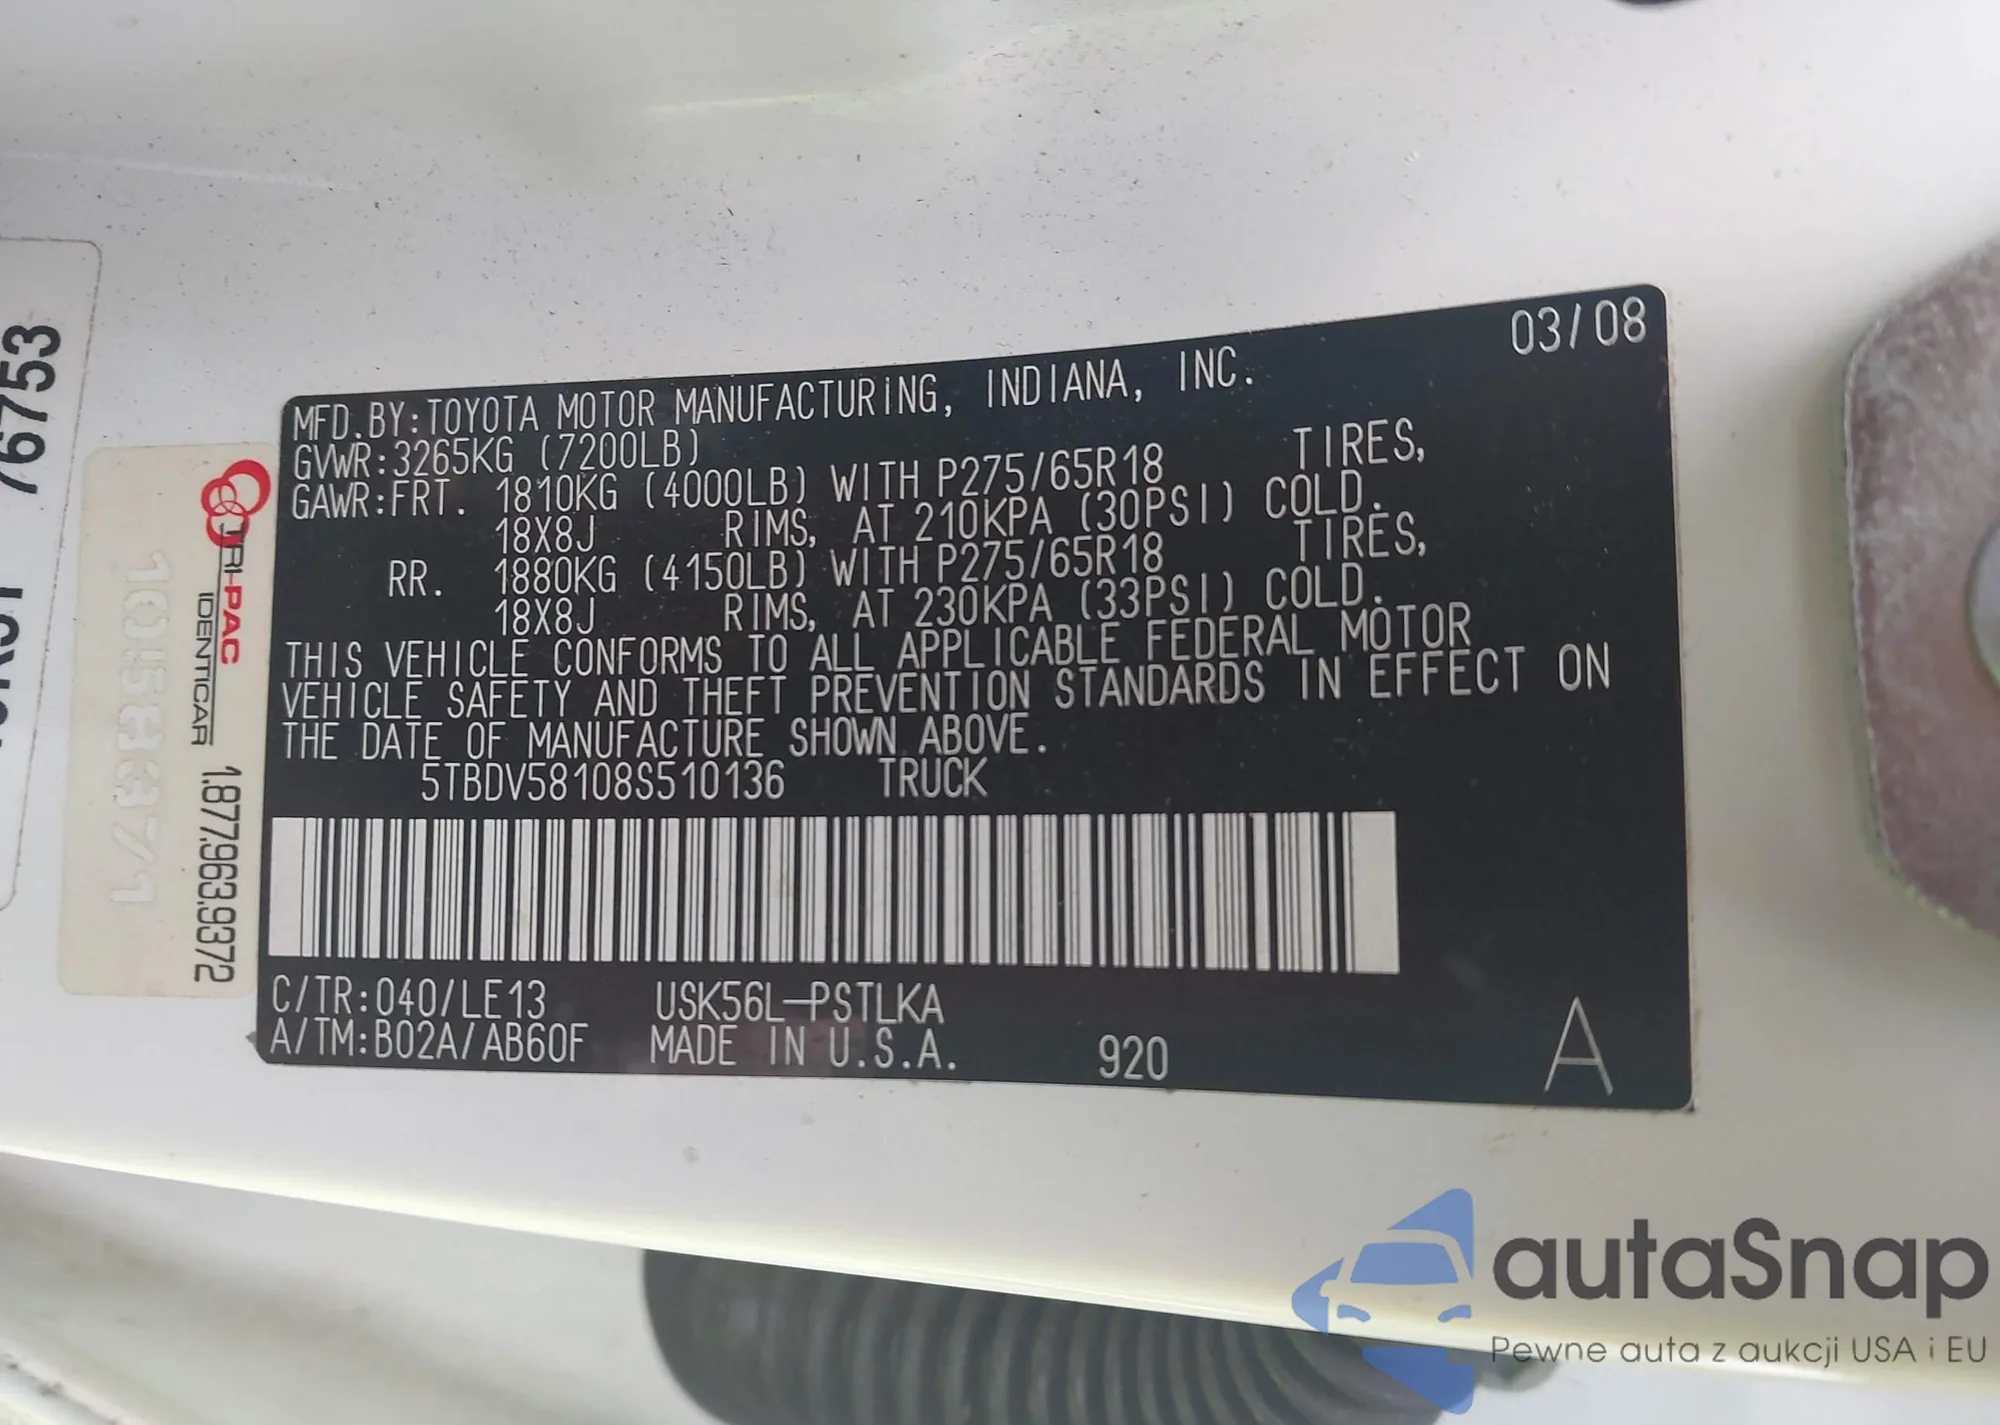 03/08
MFD.BY:TOYOTA MOTOR MANUFACTURiNG, INDIANA, INC.
GVWR:3265KG (7200LB)
GAWR:FRT. 1810KG (4000LB) WITH P275/65R18 TIRES,
18X8J RIMS, AT 210KPA (30PSI) COLD.
RR. 1880KG (4150LB) WITH P275/65R18 TIRES,
18X8J RIMS, AT 230KPA (33PSI) COLD.
THIS VEHICLE CONFORMS TO ALL APPLICABLE FEDERAL MOTOR
VEHICLE SAFETY AND THEFT PREVENTION STANDARDS IN EFFECT ON
THE DATE OF MANUFACTURE SHOWN ABOVE.
5TBDV58108S510136 TRUCK
C/TR:040/LE13 USK56L-PSTLKA
A/TM:B02A/AB60F MADE IN U.S.A. 920 A
TRI-PAC
IDENTICAR
1.877.963.9372
105H371
76753
autaSnap
Pewne auta z aukcji USA i EU